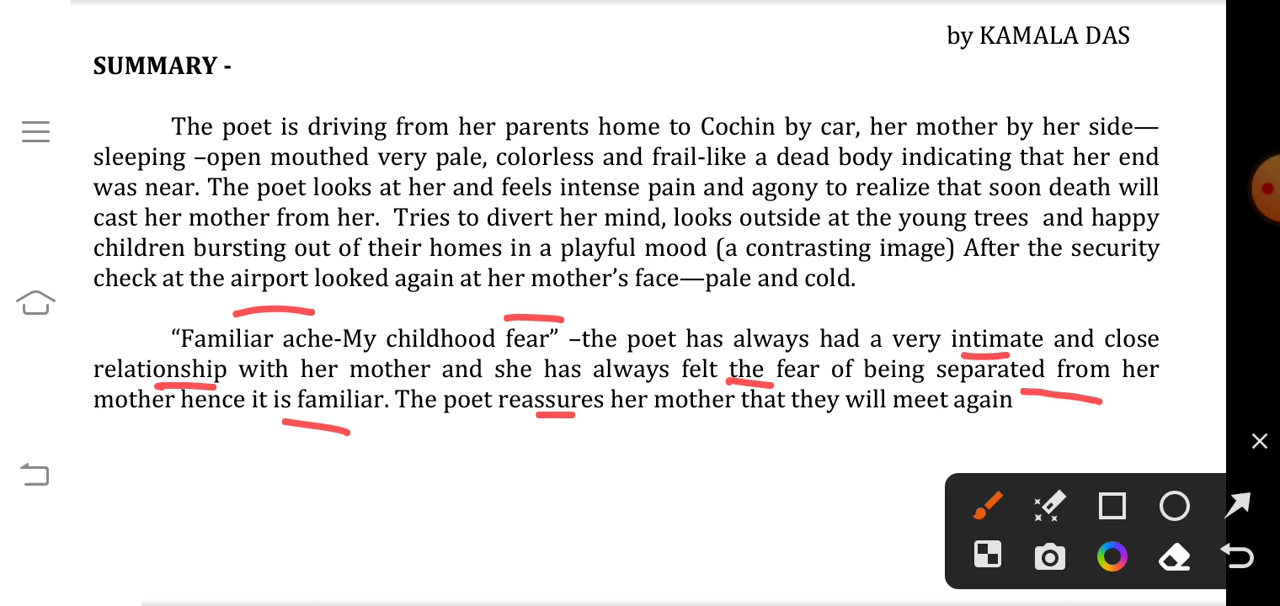 by KAMALA DAS
SUMMARY -
The poet is driving from her parents home to Cochin by car, her mother by her side—
sleeping –open mouthed very pale, colorless and frail-like a dead body indicating that her end
was near. The poet looks at her and feels intense pain and agony to realize that soon death will
cast her mother from her.  Tries to divert her mind, looks outside at the young trees  and happy
children bursting out of their homes in a playful mood (a contrasting image) After the security
check at the airport looked again at her mother’s face—pale and cold.
“Familiar ache-My childhood fear” –the poet has always had a very intimate and close
relationship with her mother and she has always felt the fear of being separated from her
mother hence it is familiar. The poet reassures her mother that they will meet again